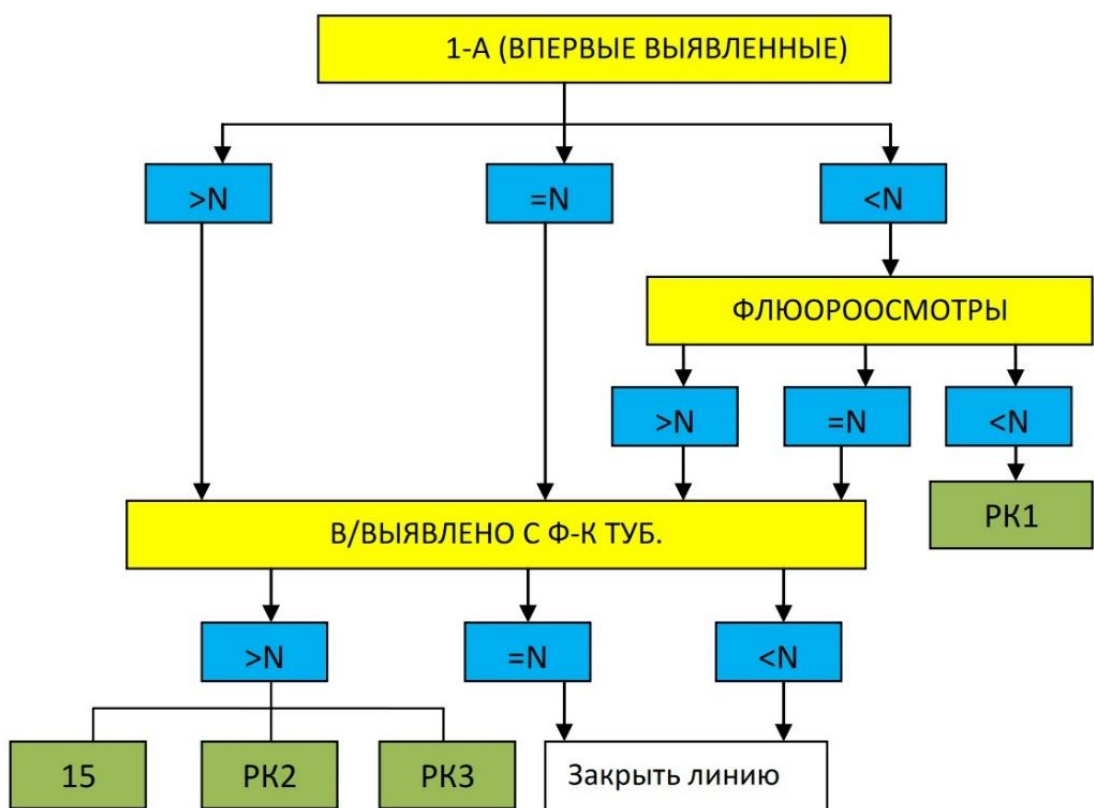 1-А (ВПЕРВЫЕ ВЫЯВЛЕННЫЕ)
>N
=N
<N
ФЛЮОРООСМОТРЫ
>N
=N
<N
РК1
В/ВЫЯВЛЕНО С Ф-К ТУБ.
>N
=N
<N
15
РК2
РК3
Закрыть линию